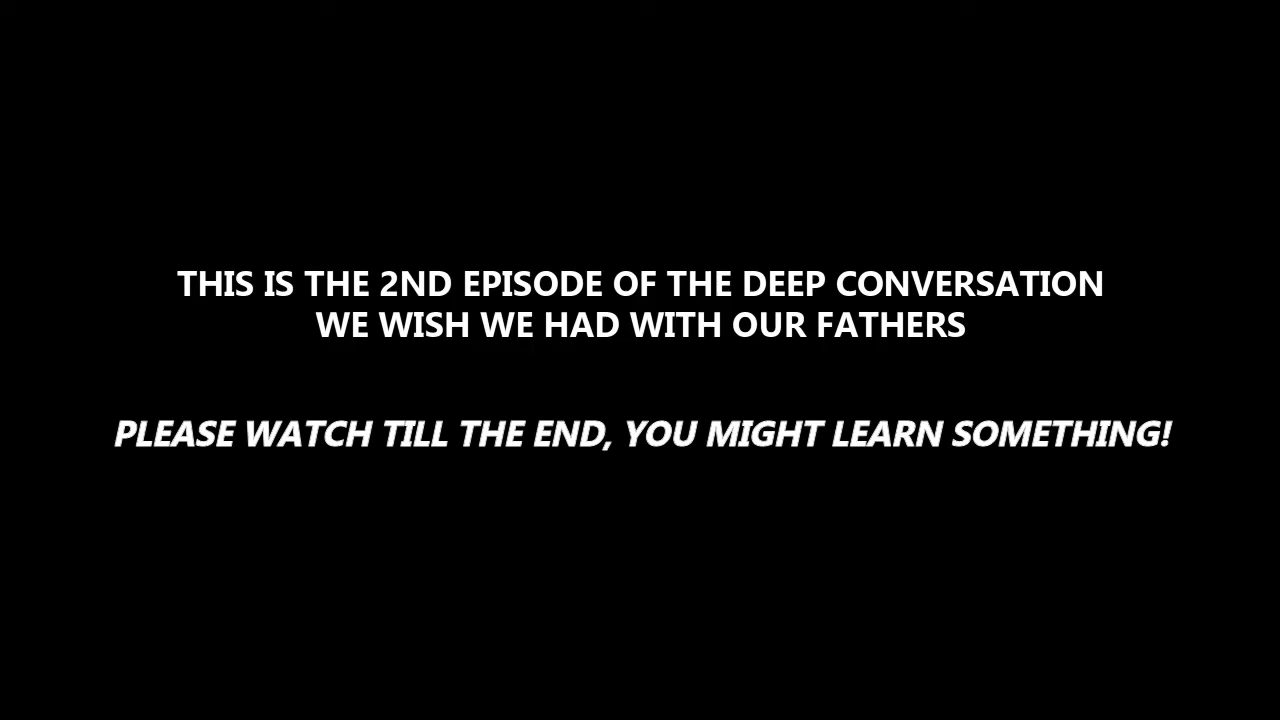 THIS IS THE 2ND EPISODE OF THE DEEP CONVERSATION
WE WISH WE HAD WITH OUR FATHERS
PLEASE WATCH TILL THE END, YOU MIGHT LEARN SOMETHING!